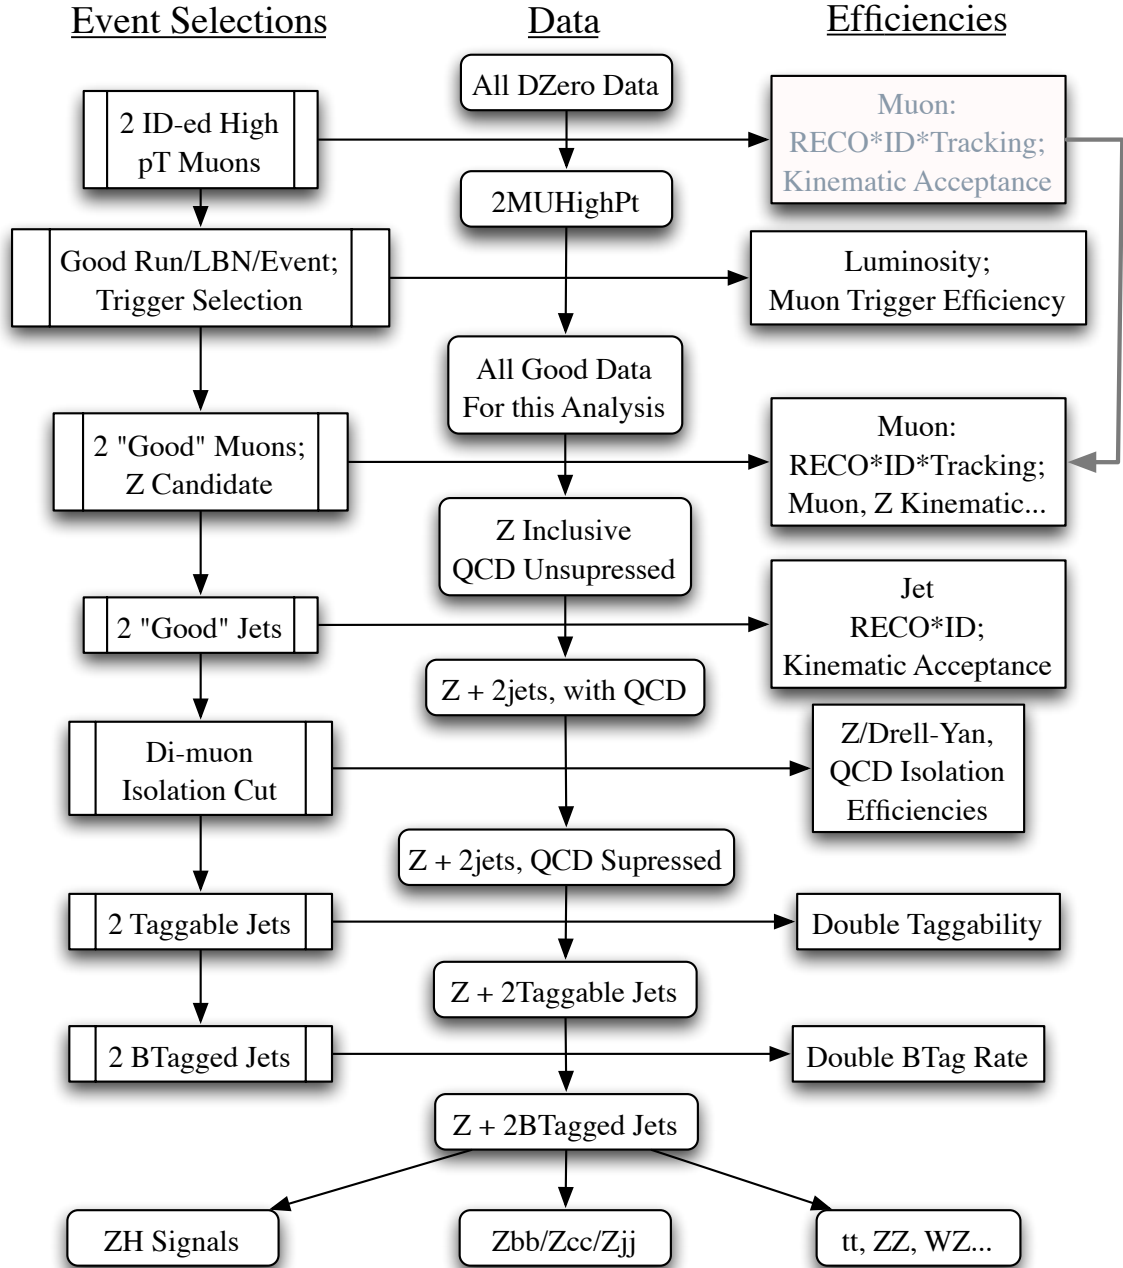 Event Selections
Data
Efficiencies
All DZero Data
2 ID-ed High
pT Muons
Muon:
RECO*ID*Tracking;
Kinematic Acceptance
2MUHighPt
Good Run/LBN/Event;
Trigger Selection
Luminosity;
Muon Trigger Efficiency
All Good Data
For this Analysis
2 "Good" Muons;
Z Candidate
Muon:
RECO*ID*Tracking;
Muon, Z Kinematic...
Z Inclusive
QCD Unsupressed
2 "Good" Jets
Jet
RECO*ID;
Kinematic Acceptance
Z + 2jets, with QCD
Di-muon
Isolation Cut
Z/Drell-Yan,
QCD Isolation
Efficiencies
Z + 2jets, QCD Supressed
2 Taggable Jets
Double Taggability
Z + 2Taggable Jets
2 BTagged Jets
Double BTag Rate
Z + 2BTagged Jets
ZH Signals
Zbb/Zcc/Zjj
tt, ZZ, WZ...